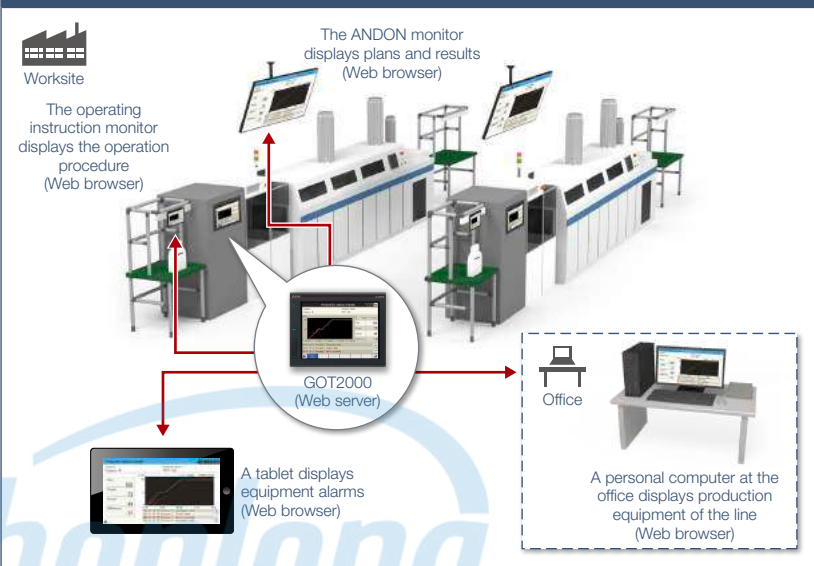 The ANDON monitor
displays plans and results
(Web browser)
Worksite
The operating
instruction monitor
displays the operation
procedure
(Web browser)
GOT2000
(Web server)
Office
A tablet displays
equipment alarms
(Web browser)
A personal computer at the
office displays production
equipment of the line
(Web browser)